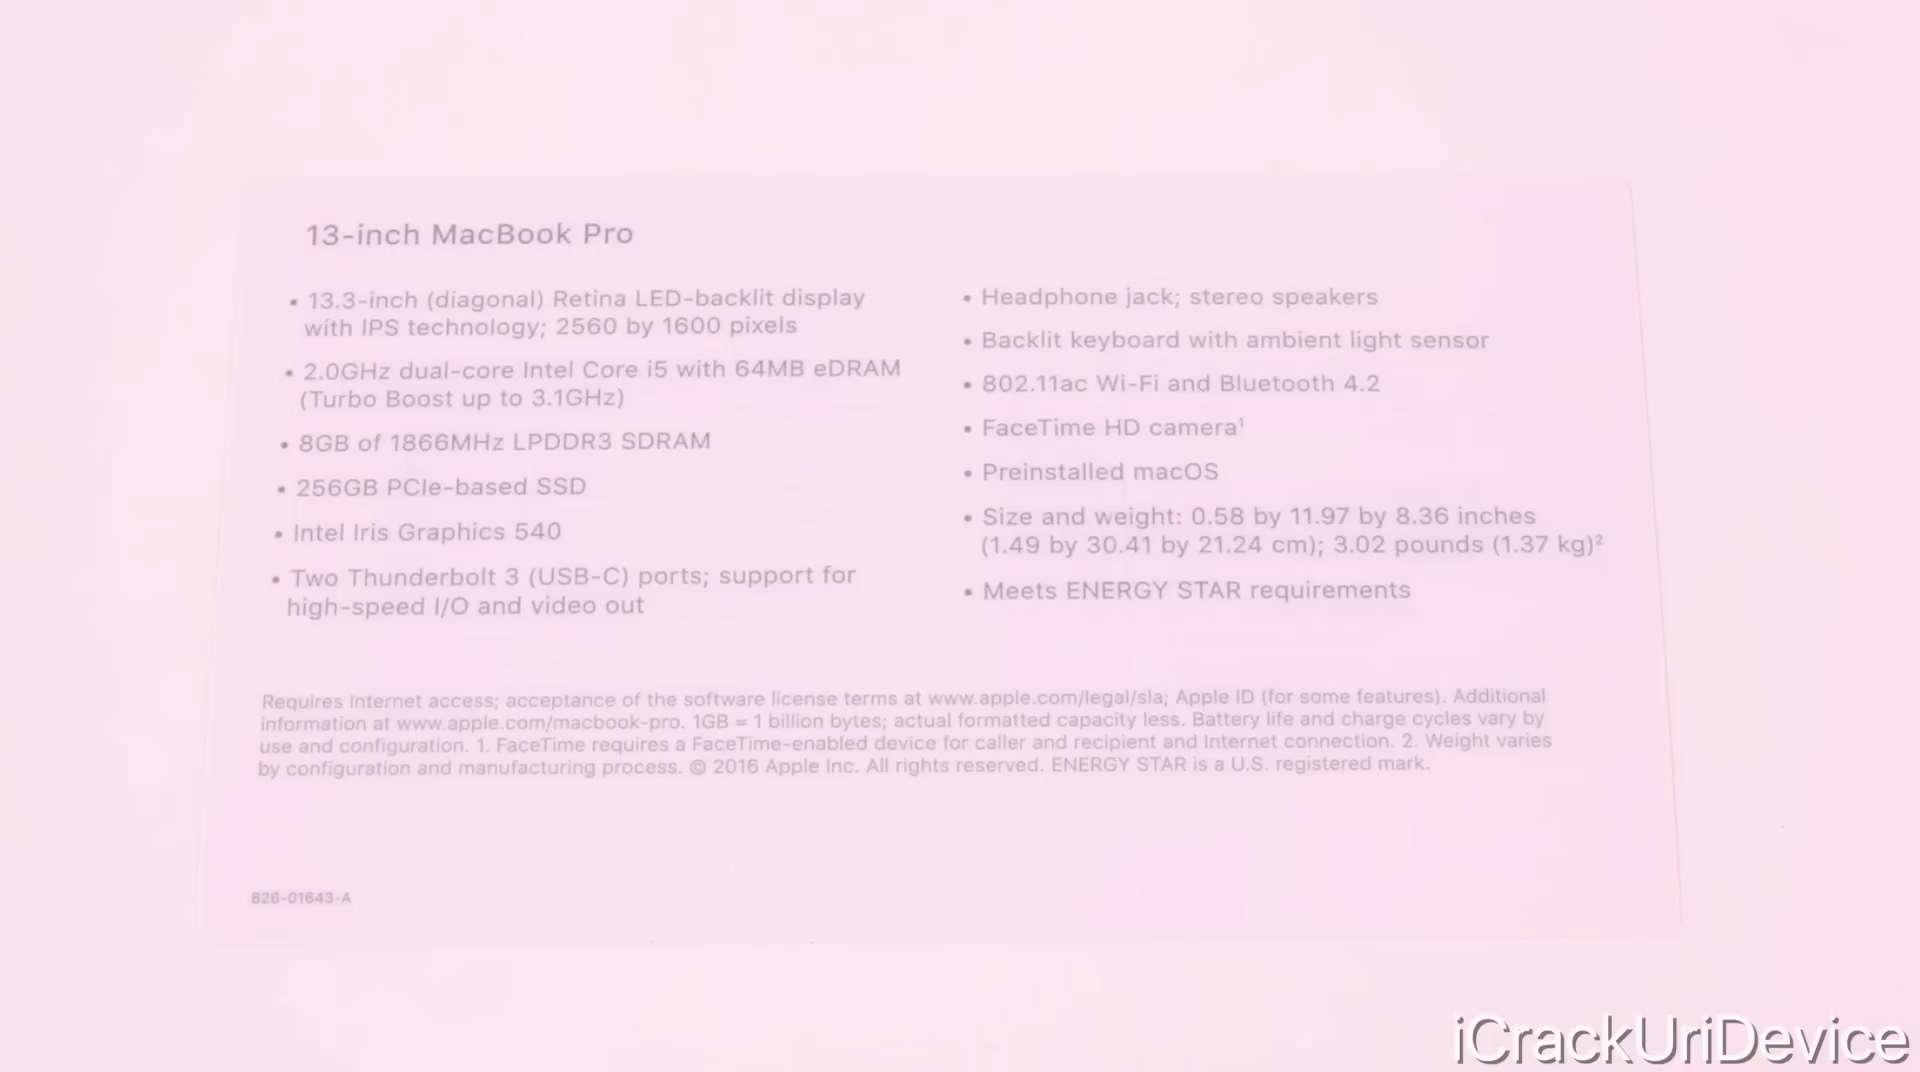 13-inch MacBook Pro
• 13.3-inch (diagonal) Retina LED-backlit display
with IPS technology; 2560 by 1600 pixels
• 2.0GHz dual-core Intel Core i5 with 64MB eDRAM
(Turbo Boost up to 3.1GHz)
• 8GB of 1866MHz LPDDR3 SDRAM
• 256GB PCIe-based SSD
• Intel Iris Graphics 540
• Two Thunderbolt 3 (USB-C) ports; support for
high-speed I/O and video out
• Headphone jack; stereo speakers
• Backlit keyboard with ambient light sensor
• 802.11ac Wi-Fi and Bluetooth 4.2
• FaceTime HD camera¹
• Preinstalled macOS
• Size and weight: 0.58 by 11.97 by 8.36 inches
(1.49 by 30.41 by 21.24 cm); 3.02 pounds (1.37 kg)²
• Meets ENERGY STAR requirements
Requires Internet access; acceptance of the software license terms at www.apple.com/legal/sla; Apple ID (for some features). Additional
information at www.apple.com/macbook-pro. 1GB = 1 billion bytes; actual formatted capacity less. Battery life and charge cycles vary by
use and configuration. 1. FaceTime requires a FaceTime-enabled device for caller and recipient and Internet connection. 2. Weight varies
by configuration and manufacturing process. © 2016 Apple Inc. All rights reserved. ENERGY STAR is a U.S. registered mark.
826-01643-A
iCrackUriDevice